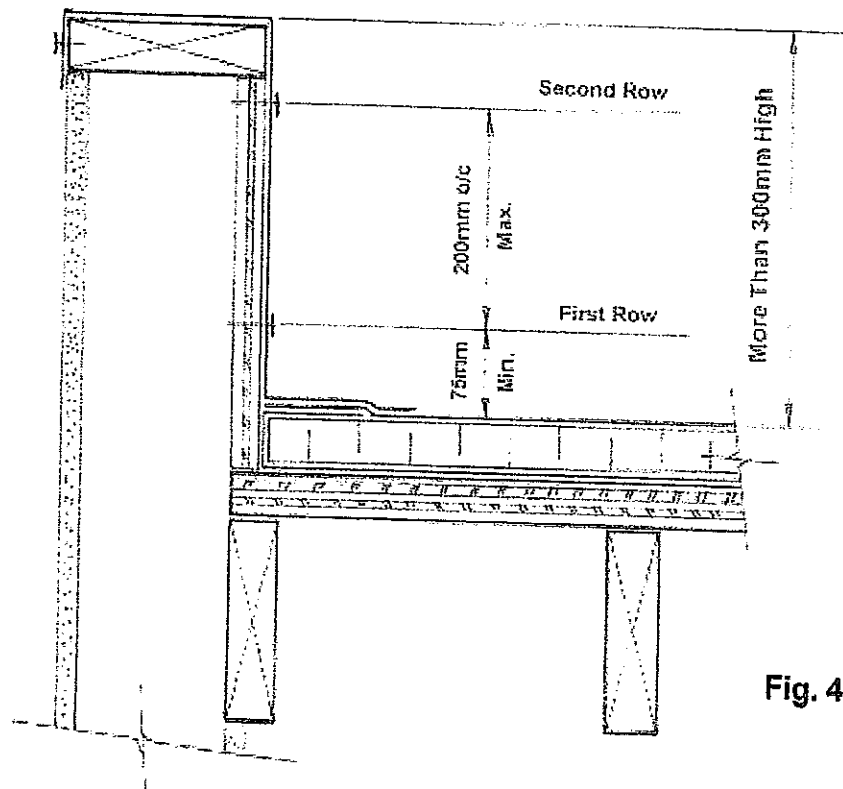 Second Row
200mm o/c
Max.
More Than 300mm High
First Row
75mm
Min.
Fig. 4